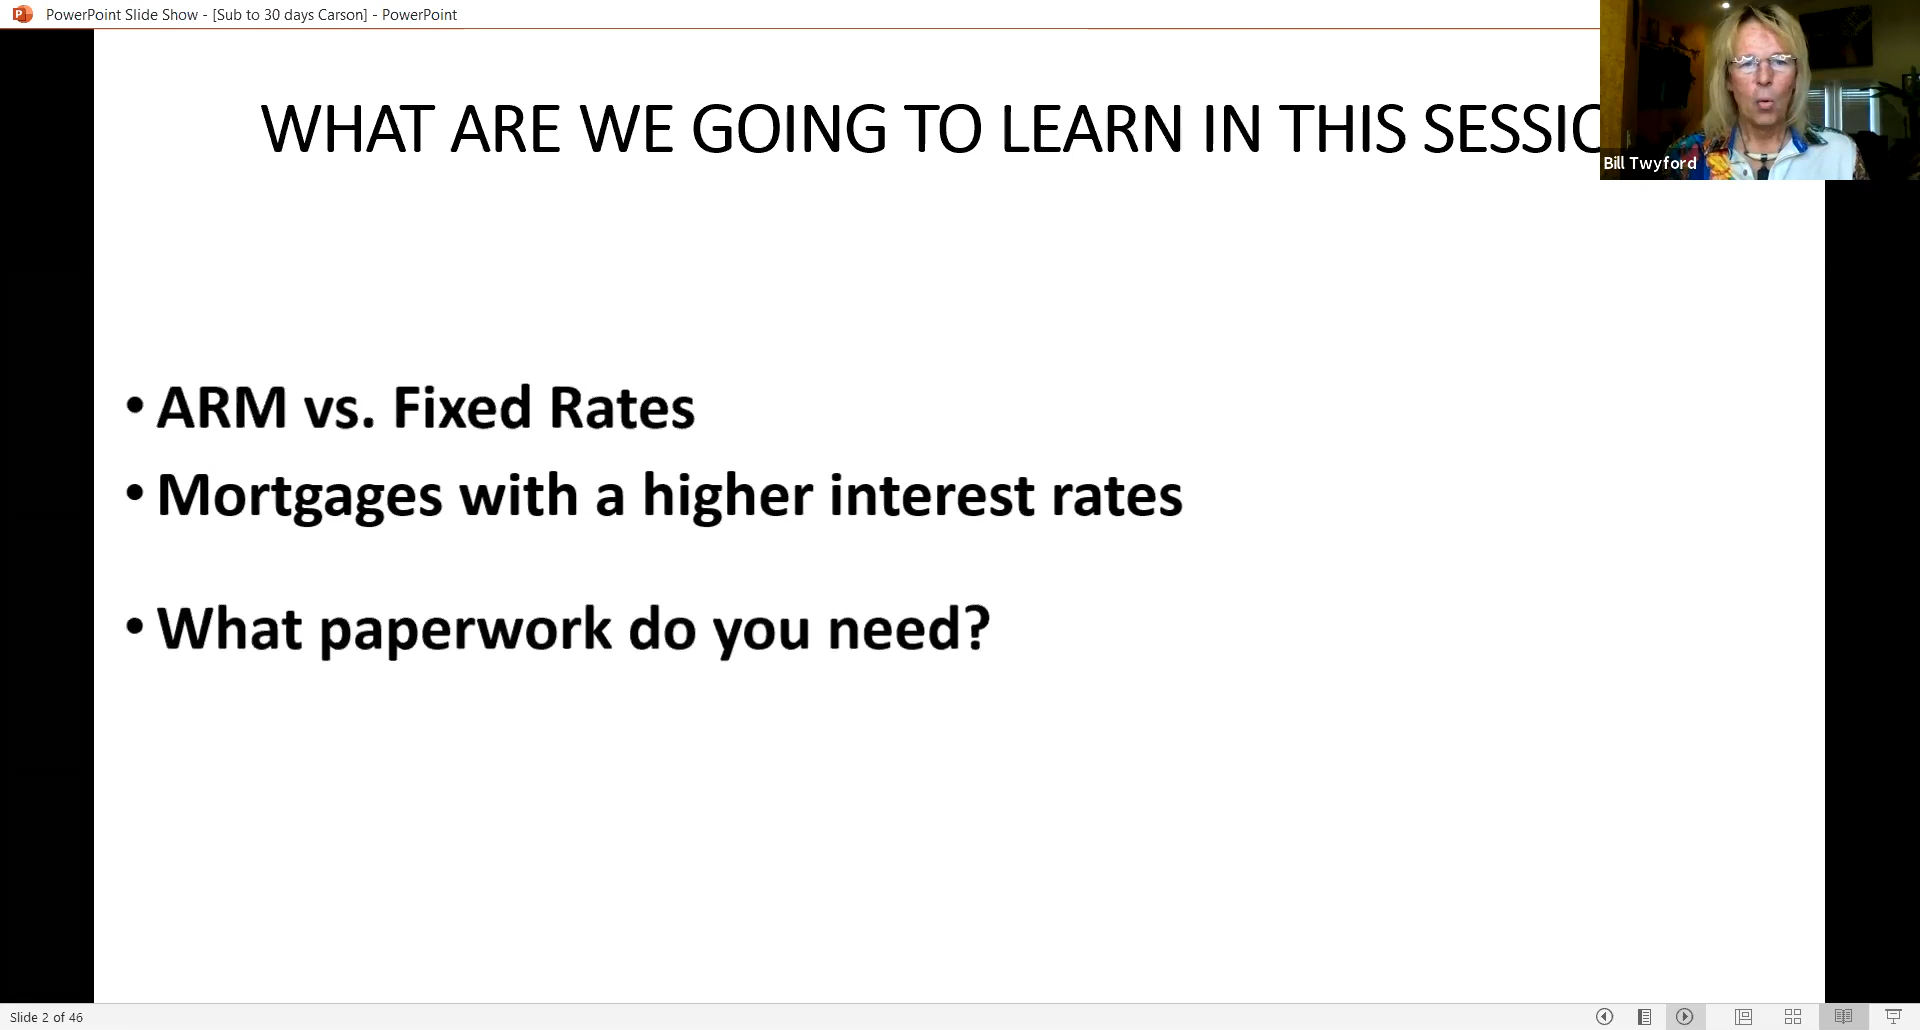 PowerPoint Slide Show - [Sub to 30 days Carson] - PowerPoint
WHAT ARE WE GOING TO LEARN IN THIS SESSIO
Bill Twyford
• ARM vs. Fixed Rates
• Mortgages with a higher interest rates
• What paperwork do you need?
Slide 2 of 46